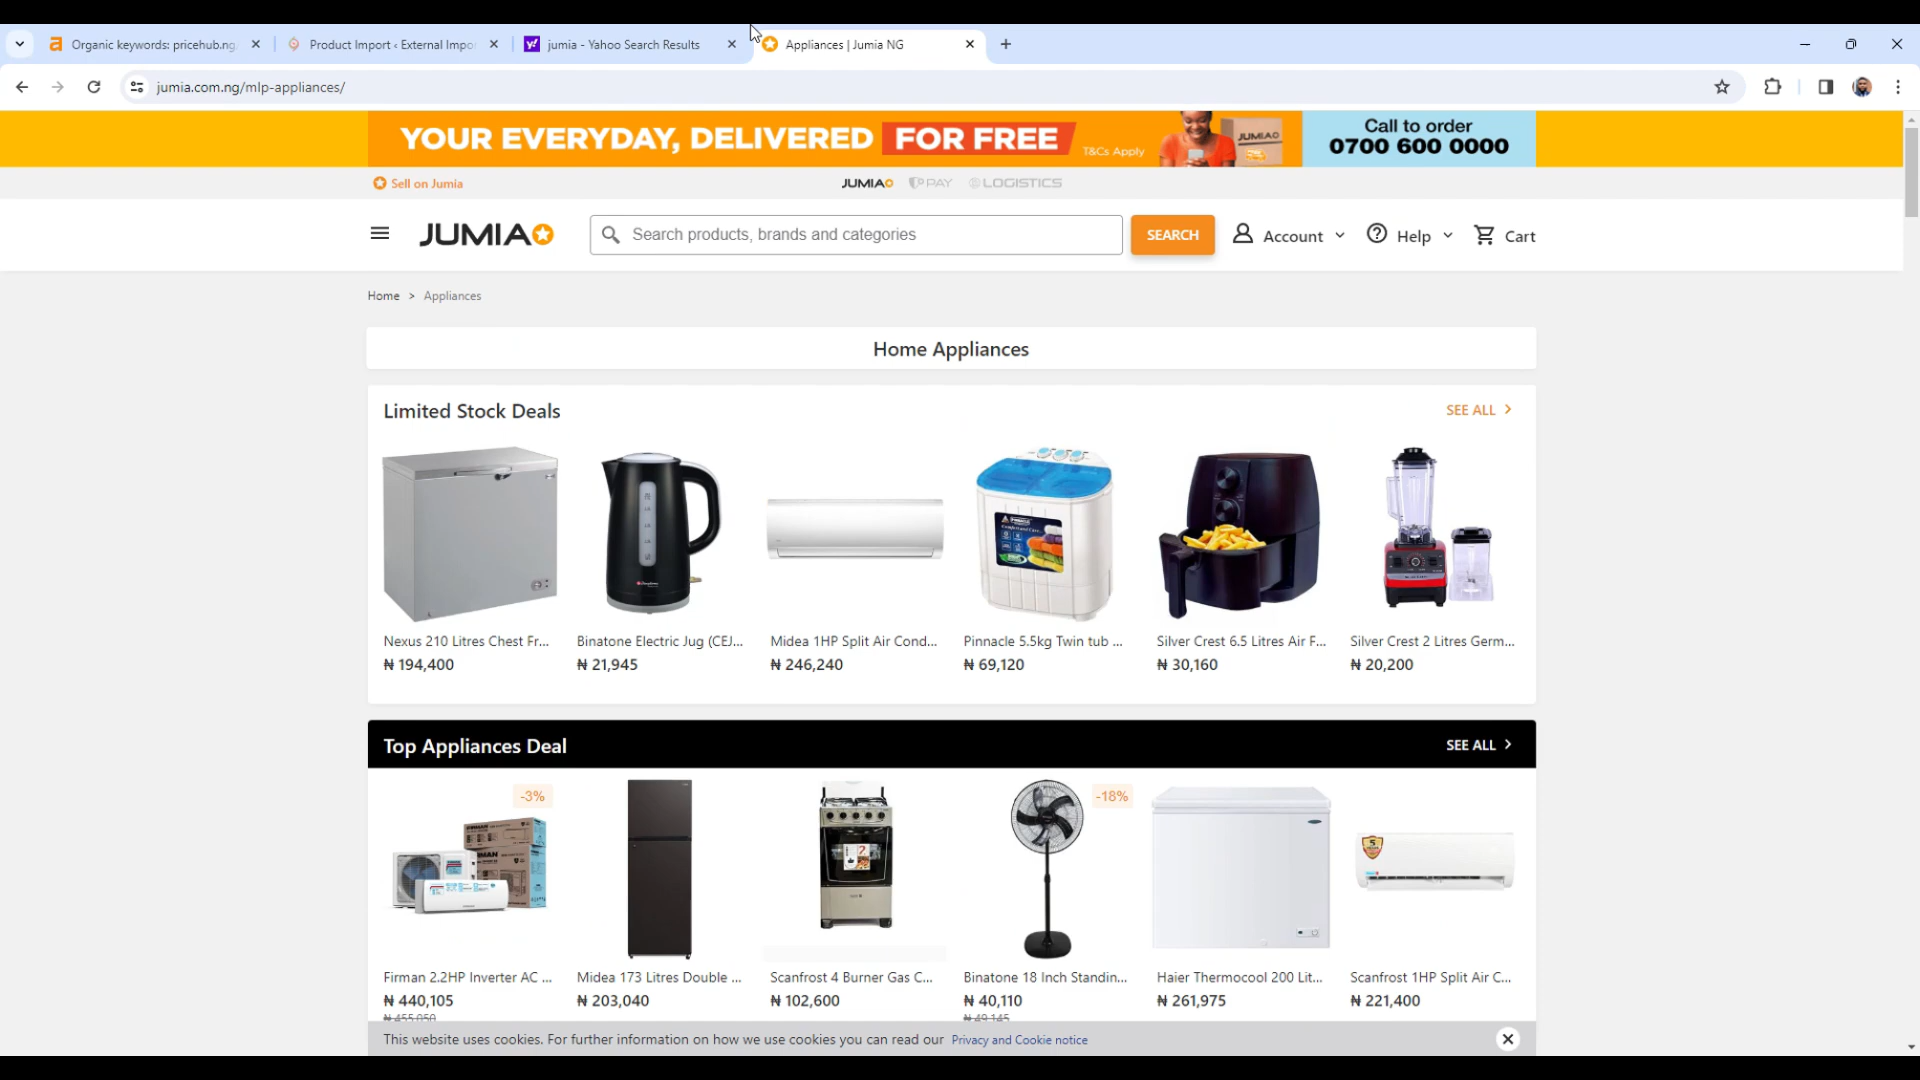 Organic keywords: pricehub.ng
Product Import ‹ External Impo
jumia - Yahoo Search Results
Appliances | Jumia NG
jumia.com.ng/mlp-appliances/
YOUR EVERYDAY, DELIVERED FOR FREE
T&Cs Apply
JUMIA
Call to order
0700 600 0000
Sell on Jumia
JUMIA PAY LOGISTICS
JUMIA
Search products, brands and categories
SEARCH
Account
Help
Cart
Home > Appliances
Home Appliances
Limited Stock Deals
SEE ALL >
Nexus 210 Litres Chest Fr...
₦ 194,400
Binatone Electric Jug (CEJ...
₦ 21,945
Midea 1HP Split Air Cond...
₦ 246,240
Pinnacle 5.5kg Twin tub ...
₦ 69,120
Silver Crest 6.5 Litres Air F...
₦ 30,160
Silver Crest 2 Litres Germ...
₦ 20,200
Top Appliances Deal
SEE ALL >
-3%
Firman 2.2HP Inverter AC ...
₦ 440,105
₦ 455,050
Midea 173 Litres Double ...
₦ 203,040
Scanfrost 4 Burner Gas C...
₦ 102,600
-18%
Binatone 18 Inch Standin...
₦ 40,110
₦ 49,145
Haier Thermocool 200 Lit...
₦ 261,975
Scanfrost 1HP Split Air C...
₦ 221,400
This website uses cookies. For further information on how we use cookies you can read our Privacy and Cookie notice